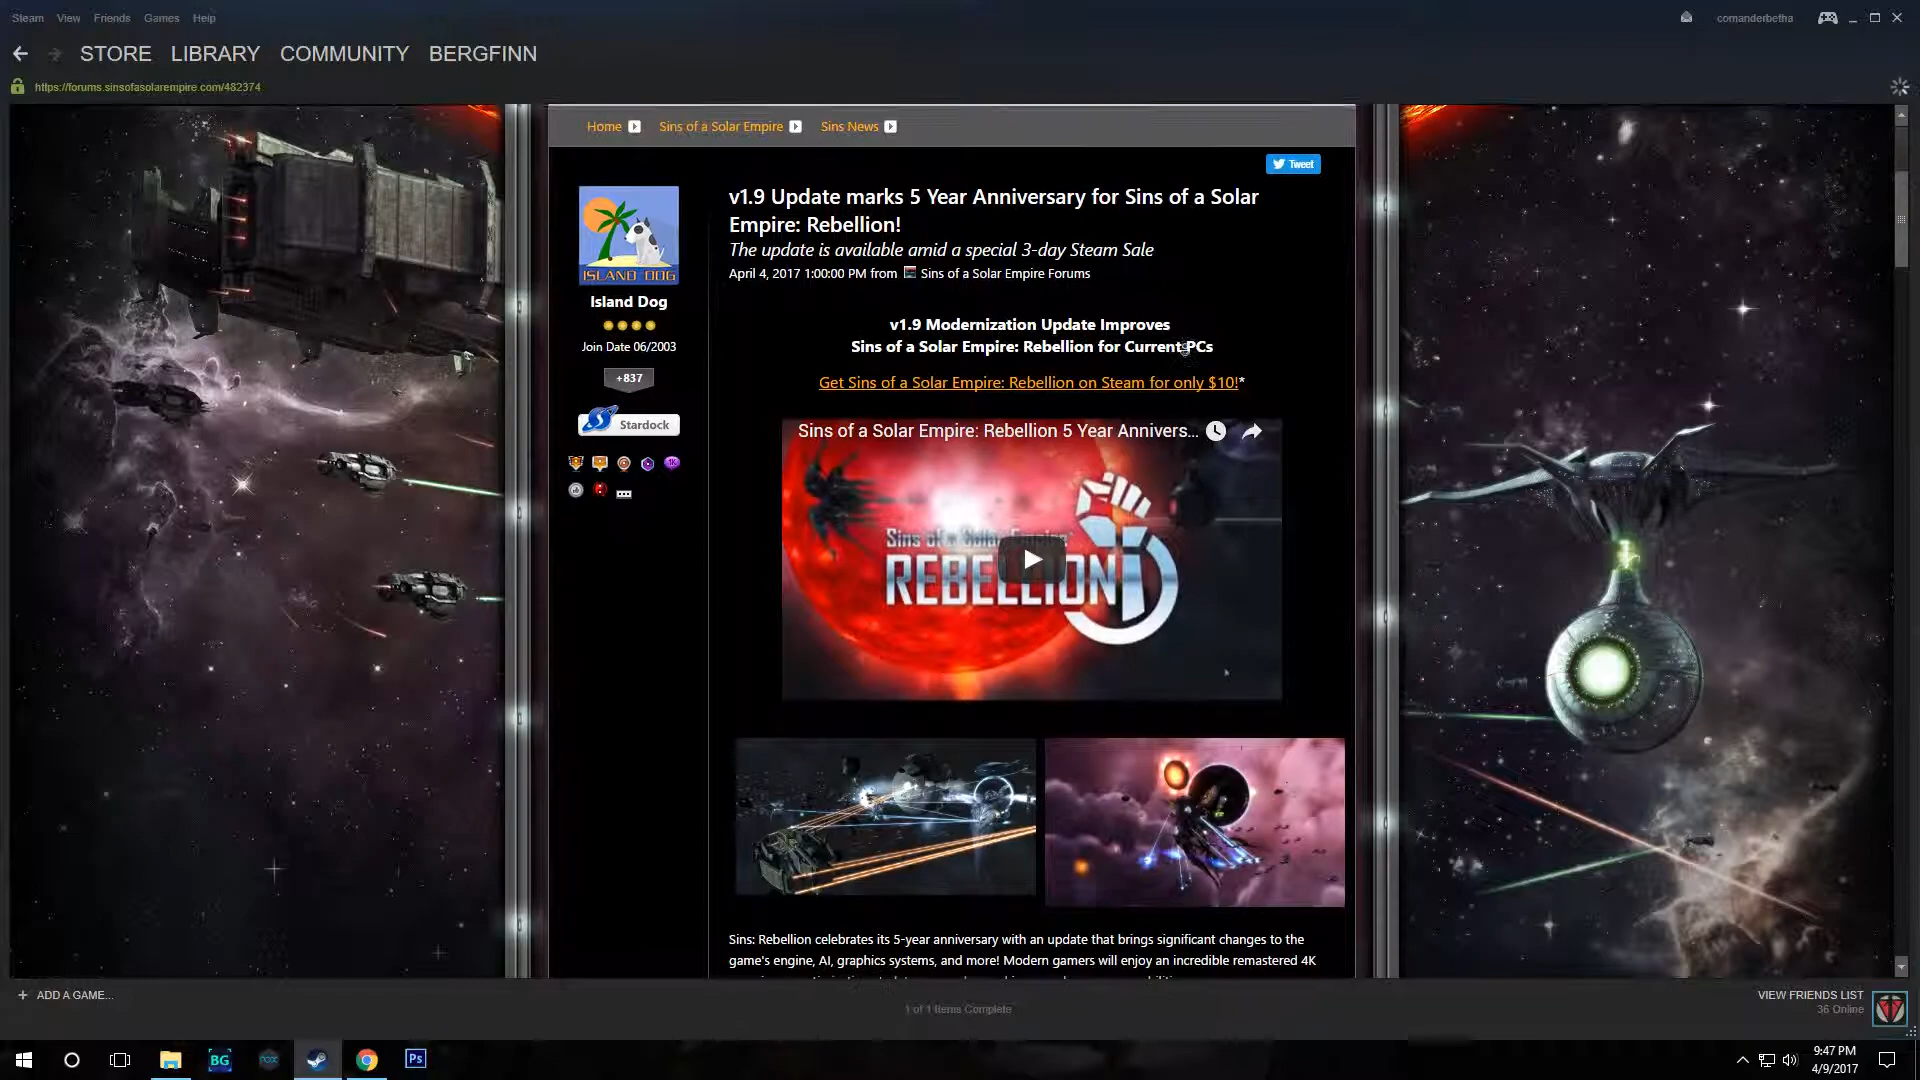 Steam View Friends Games Help
comanderbetha
STORE LIBRARY COMMUNITY BERGFINN
https://forums.sinsofasolarempire.com/482374
Home Sins of a Solar Empire Sins News
Tweet
ISLAND DOG
Island Dog
Join Date 06/2003
+837
Stardock
1K
v1.9 Update marks 5 Year Anniversary for Sins of a Solar
Empire: Rebellion!
The update is available amid a special 3-day Steam Sale
April 4, 2017 1:00:00 PM from Sins of a Solar Empire Forums
v1.9 Modernization Update Improves
Sins of a Solar Empire: Rebellion for Current PCs
Get Sins of a Solar Empire: Rebellion on Steam for only $10!*
Sins of a Solar Empire: Rebellion 5 Year Annivers...
Sins of a Solar Empire
REBELLION
Sins: Rebellion celebrates its 5-year anniversary with an update that brings significant changes to the
game's engine, AI, graphics systems, and more! Modern gamers will enjoy an incredible remastered 4K
+ ADD A GAME...
1 of 1 Items Complete
VIEW FRIENDS LIST
36 Online
BG
Ps
9:47 PM
4/9/2017